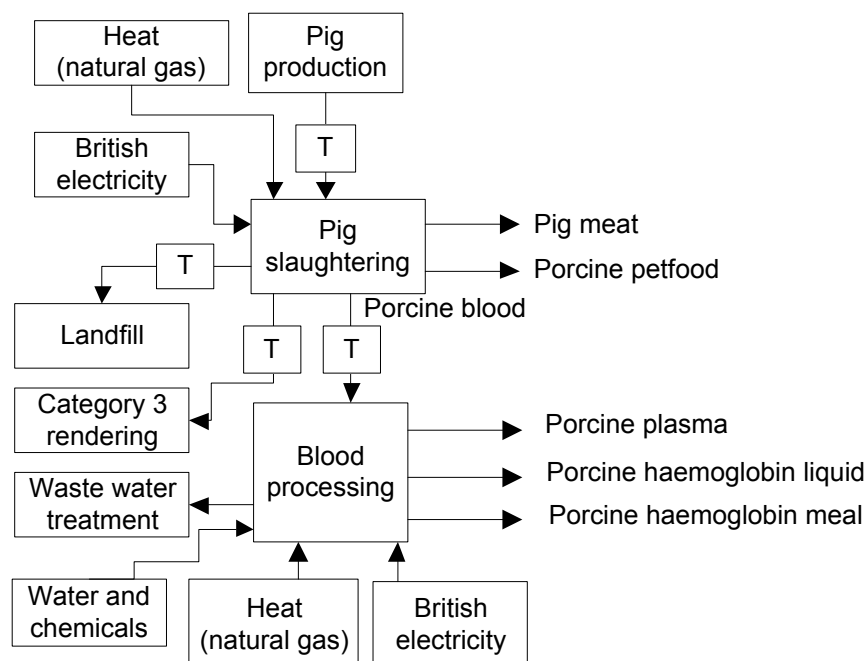 Heat
(natural gas)
Pig
production
T
British
electricity
Pig
slaughtering
Pig meat
Porcine petfood
T
Landfill
Porcine blood
T
T
Category 3
rendering
Blood
processing
Porcine plasma
Porcine haemoglobin liquid
Porcine haemoglobin meal
Waste water
treatment
Water and
chemicals
Heat
(natural gas)
British
electricity